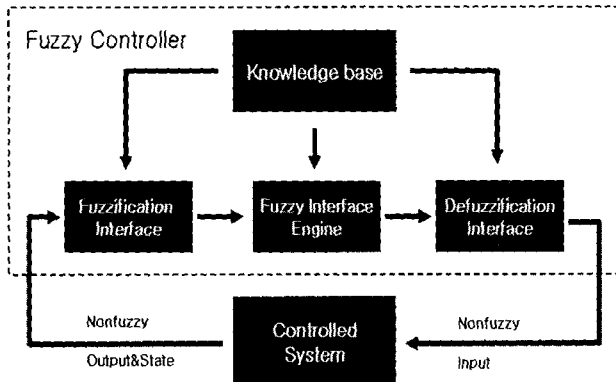 Fuzzy Controller
Knowledge base
Fuzzification
Interface
Fuzzy Interface
Engine
Defuzzification
Interface
Nonfuzzy
Output&State
Controlled
System
Nonfuzzy
Input